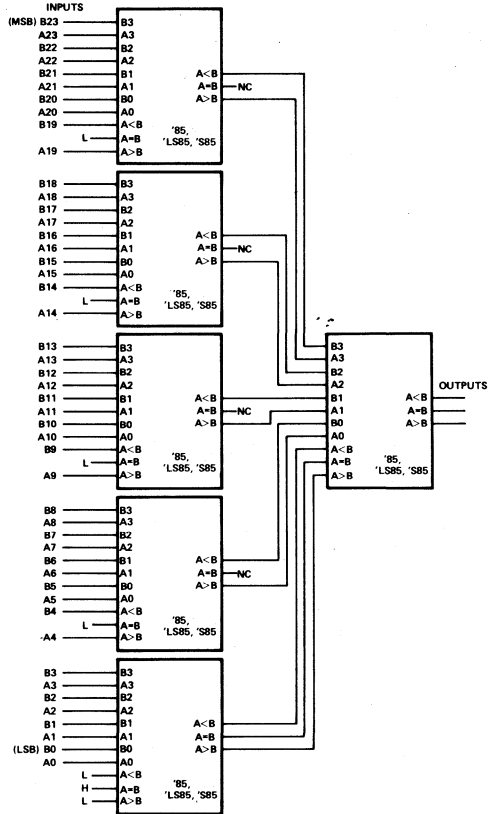 INPUTS
(MSB) B23 B3
A23 A3
B22 B2
A22 A2
B21 B1 A<B
A21 A1 A=B NC
B20 B0 A>B
A20 A0
B19 A<B
L A=B '85,
A19 A>B 'LS85, 'S85
B18 B3
A18 A3
B17 B2
A17 A2
B16 B1 A<B
A16 A1 A=B NC
B15 B0 A>B
A15 A0
B14 A<B
L A=B '85,
A14 A>B 'LS85, 'S85
B13 B3
A13 A3
B12 B2
A12 A2
B11 B1 A<B
A11 A1 A=B NC
B10 B0 A>B
A10 A0
B9 A<B
L A=B '85,
A9 A>B 'LS85, 'S85
B8 B3
A8 A3
B7 B2
A7 A2
B6 B1 A<B
A6 A1 A=B NC
B5 B0 A>B
A5 A0
B4 A<B
L A=B '85,
A4 A>B 'LS85, 'S85
B3 B3
A3 A3
B2 B2
A2 A2
B1 B1 A<B
A1 A1 A=B
(LSB) B0 B0 A>B
A0 A0
L A<B
H A=B '85,
L A>B 'LS85, 'S85
B3
A3
B2
A2 OUTPUTS
B1 A<B
A1 A=B
B0 A>B
A0
A<B
A=B '85,
A>B 'LS85, 'S85